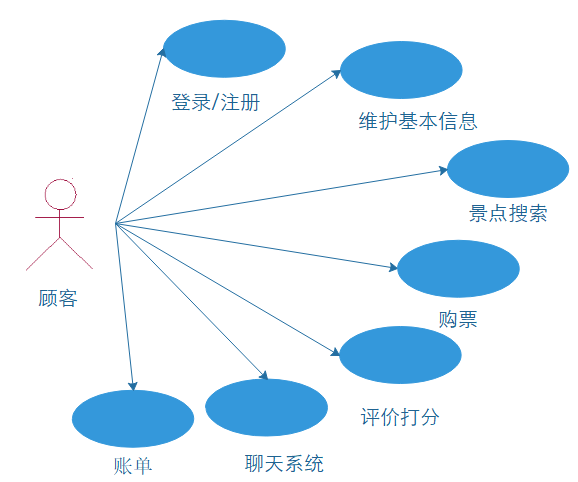 登录/注册
维护基本信息
景点搜索
顾客
购票
评价打分
聊天系统
账单